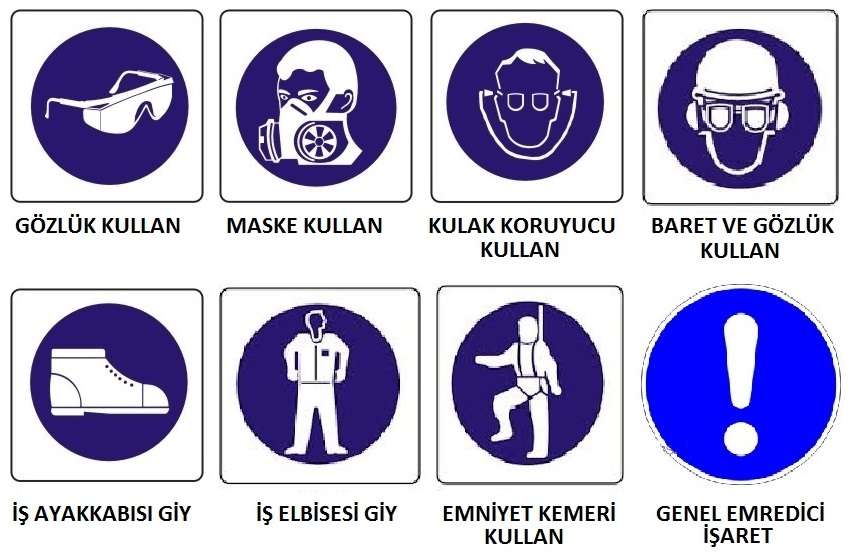 GÖZLÜK KULLAN
MASKE KULLAN
KULAK KORUYUCU
KULLAN
BARET VE GÖZLÜK
KULLAN
İŞ AYAKKABISI GİY
İŞ ELBİSESİ GİY
EMNİYET KEMERİ
KULLAN
GENEL EMREDİCİ
İŞARET